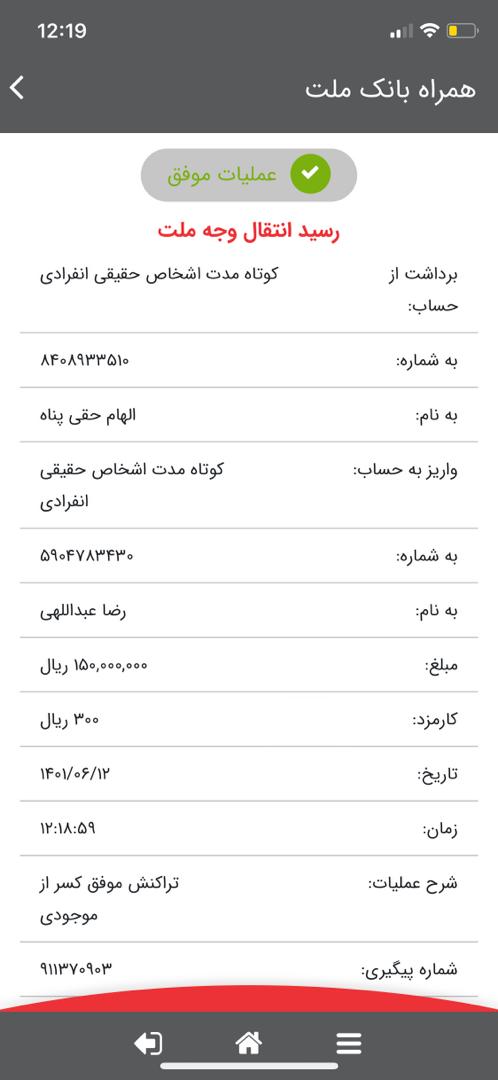 12:19
همراه بانک ملت
عملیات موفق
رسید انتقال وجه ملت
برداشت از حساب: کوتاه مدت اشخاص حقیقی انفرادی
به شماره: ۸۴۰۸۹۳۳۵۱۰
به نام: الهام حقی پناه
واریز به حساب: کوتاه مدت اشخاص حقیقی
انفرادی
به شماره: ۵۹۰۴۷۸۳۴۳۰
به نام: رضا عبداللهی
مبلغ: ۱۵۰,۰۰۰,۰۰۰ ریال
کارمزد: ۳۰۰ ریال
تاریخ: ۱۴۰۱/۰۶/۱۲
زمان: ۱۲:۱۸:۵۹
شرح عملیات: تراکنش موفق کسر از
موجودی
شماره پیگیری: ۹۱۱۳۷۰۹۰۳